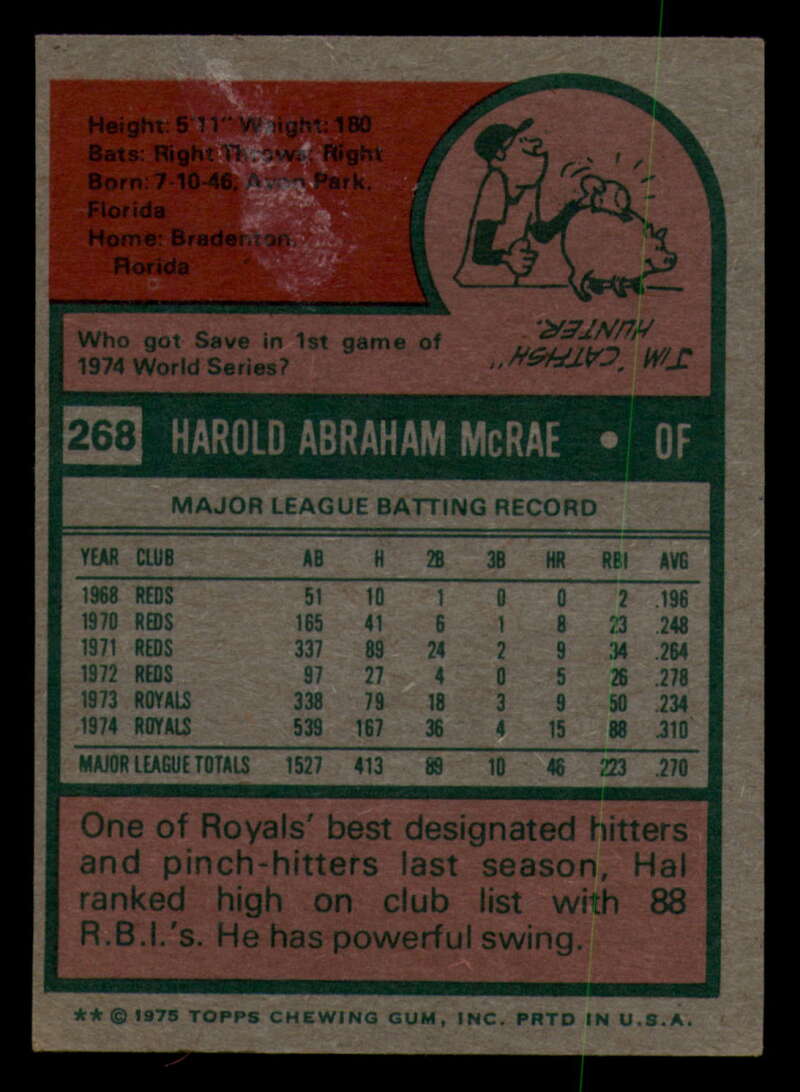 Height: 5'11" Weight: 180
Bats: Right Throws: Right
Born: 7-10-46, Avon Park,
Florida
Home: Bradenton,
Florida
JIM "CATFISH"
HUNTER.
Who got Save in 1st game of
1974 World Series?
268 HAROLD ABRAHAM McRAE • OF
MAJOR LEAGUE BATTING RECORD
YEAR CLUB AB H 2B 3B HR RBI AVG
1968 REDS 51 10 1 0 0 2 .196
1970 REDS 165 41 6 1 8 23 .248
1971 REDS 337 89 24 2 9 34 .264
1972 REDS 97 27 4 0 5 26 .278
1973 ROYALS 338 79 18 3 9 50 .234
1974 ROYALS 539 167 36 4 15 88 .310
MAJOR LEAGUE TOTALS 1527 413 89 10 46 223 .270
One of Royals' best designated hitters
and pinch-hitters last season, Hal
ranked high on club list with 88
R.B.I.'s. He has powerful swing.
** © 1975 TOPPS CHEWING GUM, INC. PRTD IN U.S.A.